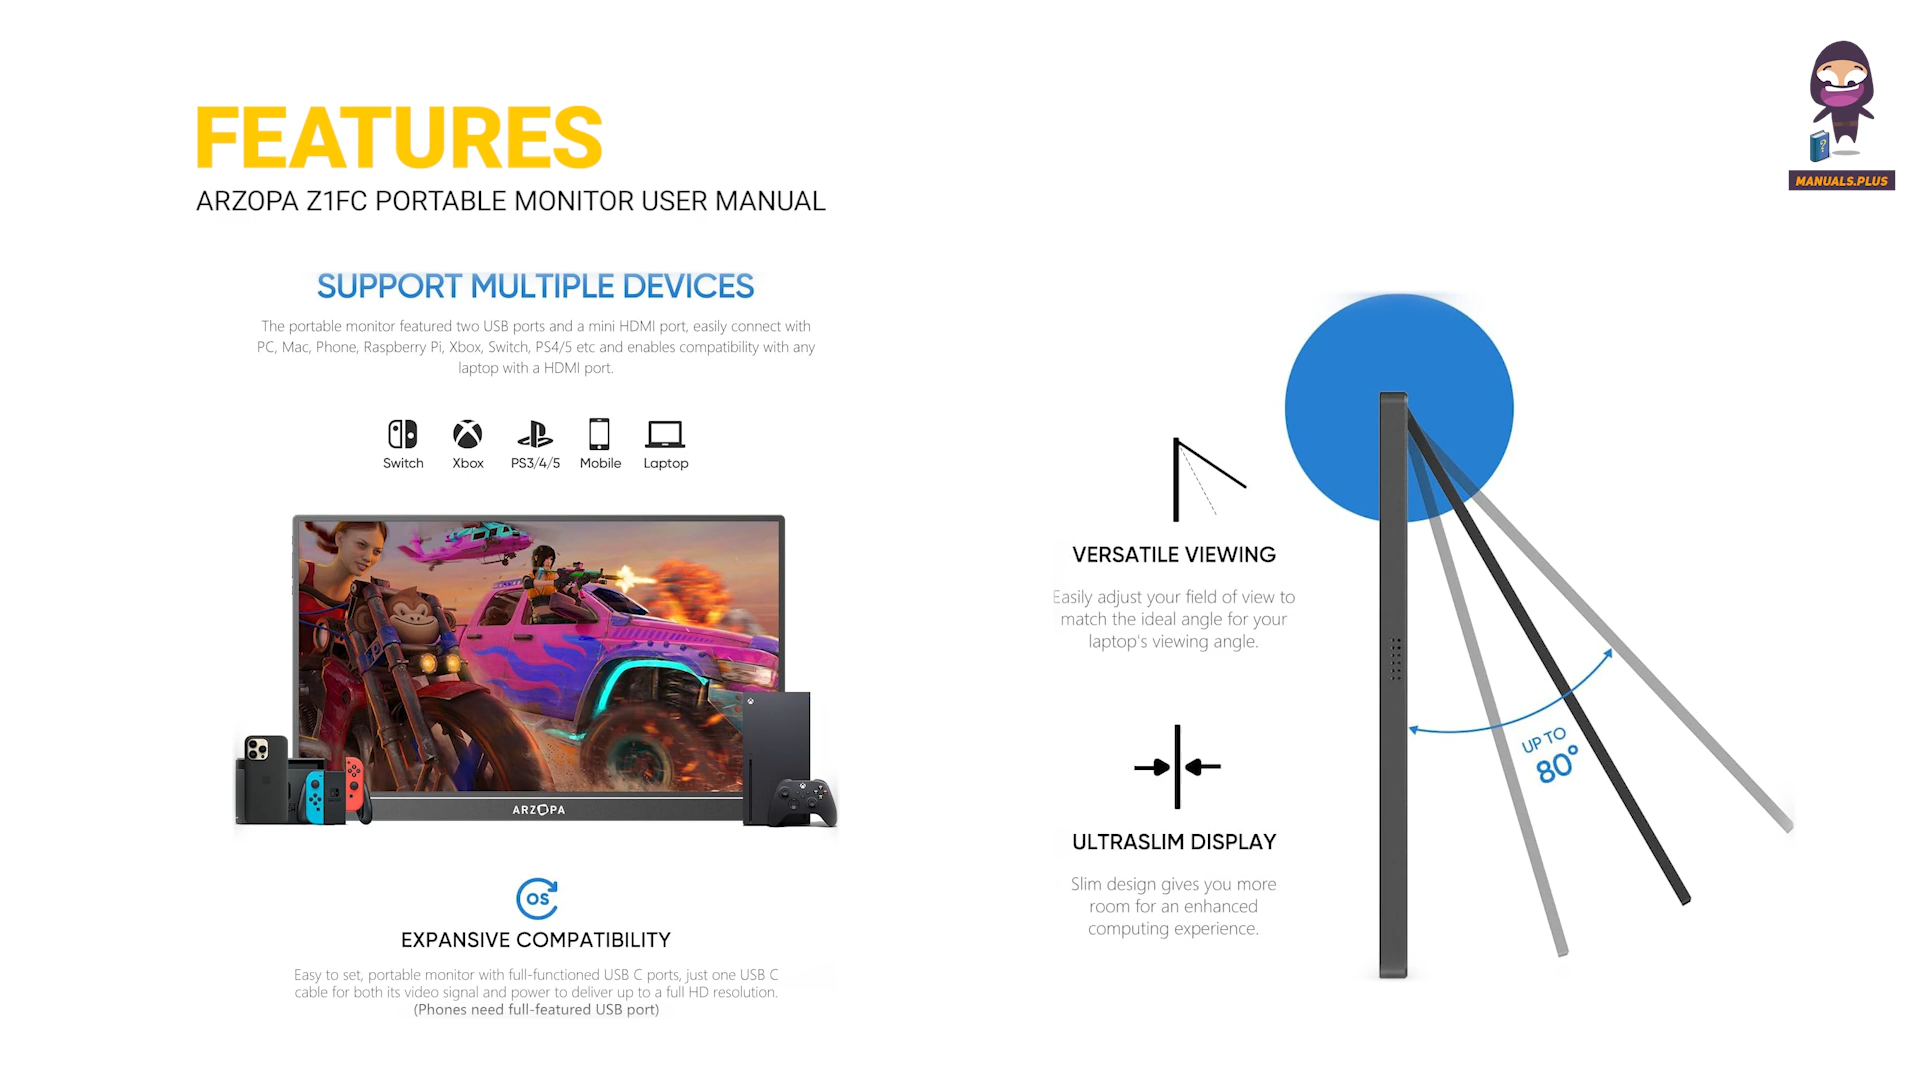 FEATURES
ARZOPA Z1FC PORTABLE MONITOR USER MANUAL
MANUALS.PLUS
SUPPORT MULTIPLE DEVICES
The portable monitor featured two USB ports and a mini HDMI port, easily connect with
PC, Mac, Phone, Raspberry Pi, Xbox, Switch, PS4/5 etc and enables compatibility with any
laptop with a HDMI port.
Switch Xbox PS3/4/5 Mobile Laptop
ARZOPA
OS
EXPANSIVE COMPATIBILITY
Easy to set, portable monitor with full-functioned USB C ports, just one USB C
cable for both its video signal and power to deliver up to a full HD resolution.
(Phones need full-featured USB port)
VERSATILE VIEWING
Easily adjust your field of view to
match the ideal angle for your
laptop's viewing angle.
ULTRASLIM DISPLAY
Slim design gives you more
room for an enhanced
computing experience.
UP TO
80°